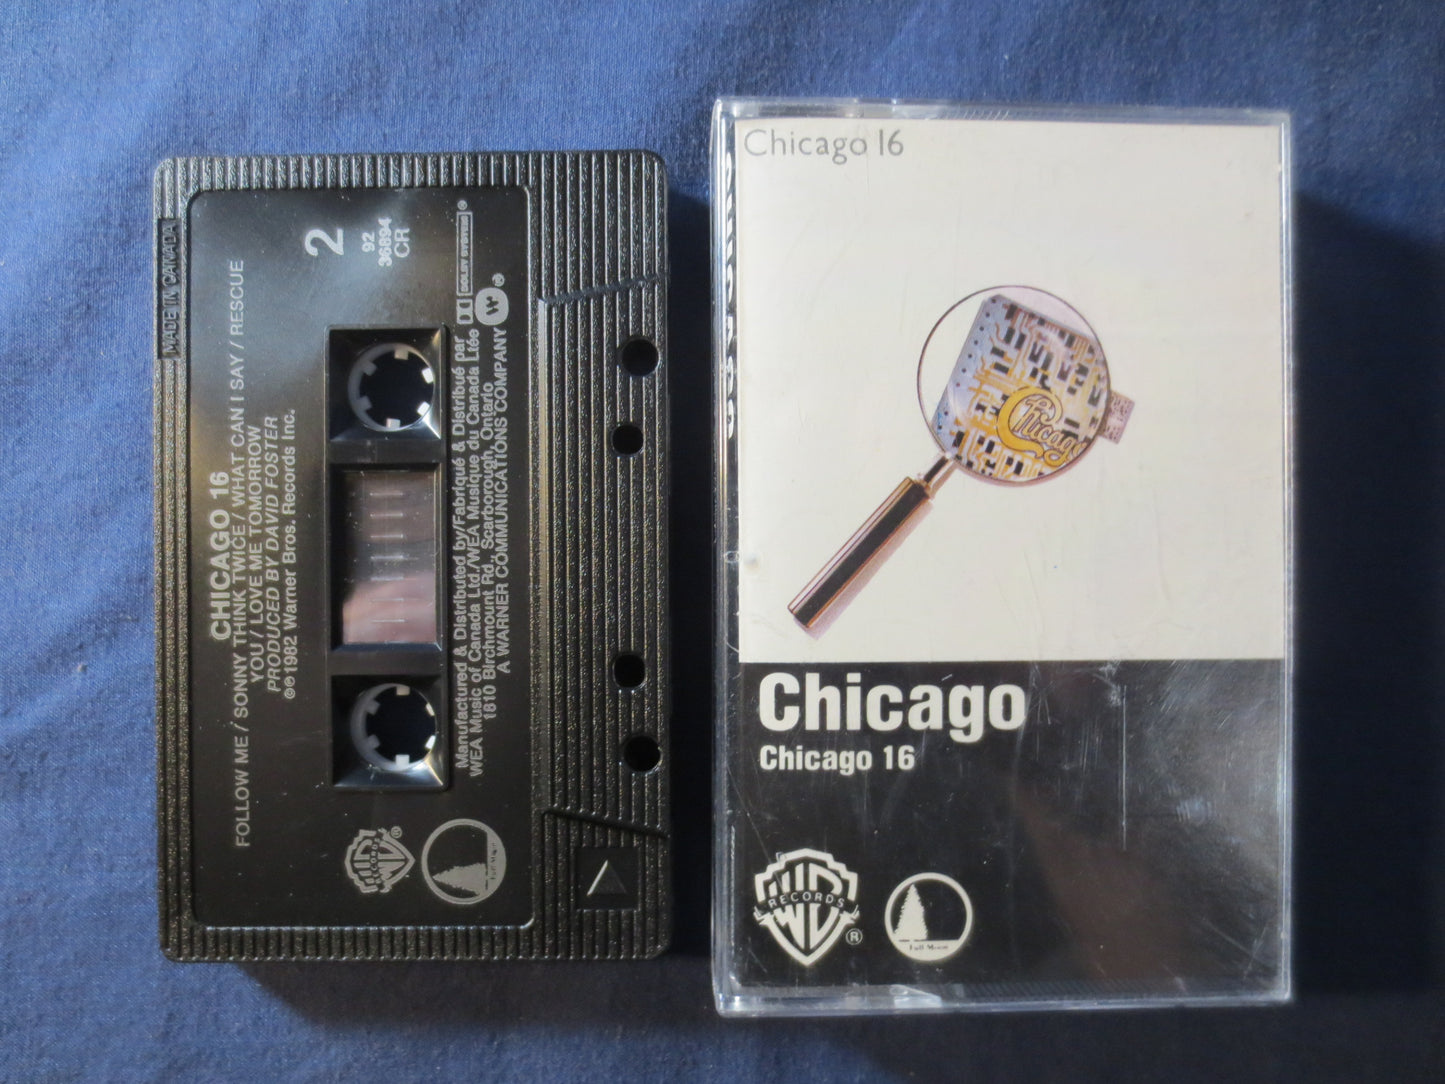 MADE IN CANADA
FOLLOW ME / SONNY THINK TWICE / WHAT CAN I SAY / RESCUE
CHICAGO 16
YOU / LOVE ME TOMORROW
PRODUCED BY DAVID FOSTER
℗©1982 Warner Bros. Records Inc.
2
92
36894
CR
DOLBY SYSTEM ®
Manufactured & Distributed by/Fabriqué & Distribué par
WEA Music of Canada Ltd./WEA Musique du Canada Ltée
1810 Birchmount Rd., Scarborough, Ontario
A WARNER COMMUNICATIONS COMPANY
W ®
WB
RECORDS ®
Full Moon
Chicago 16
Chicago
Chicago
Chicago 16
WB
RECORDS
®
Full Moon